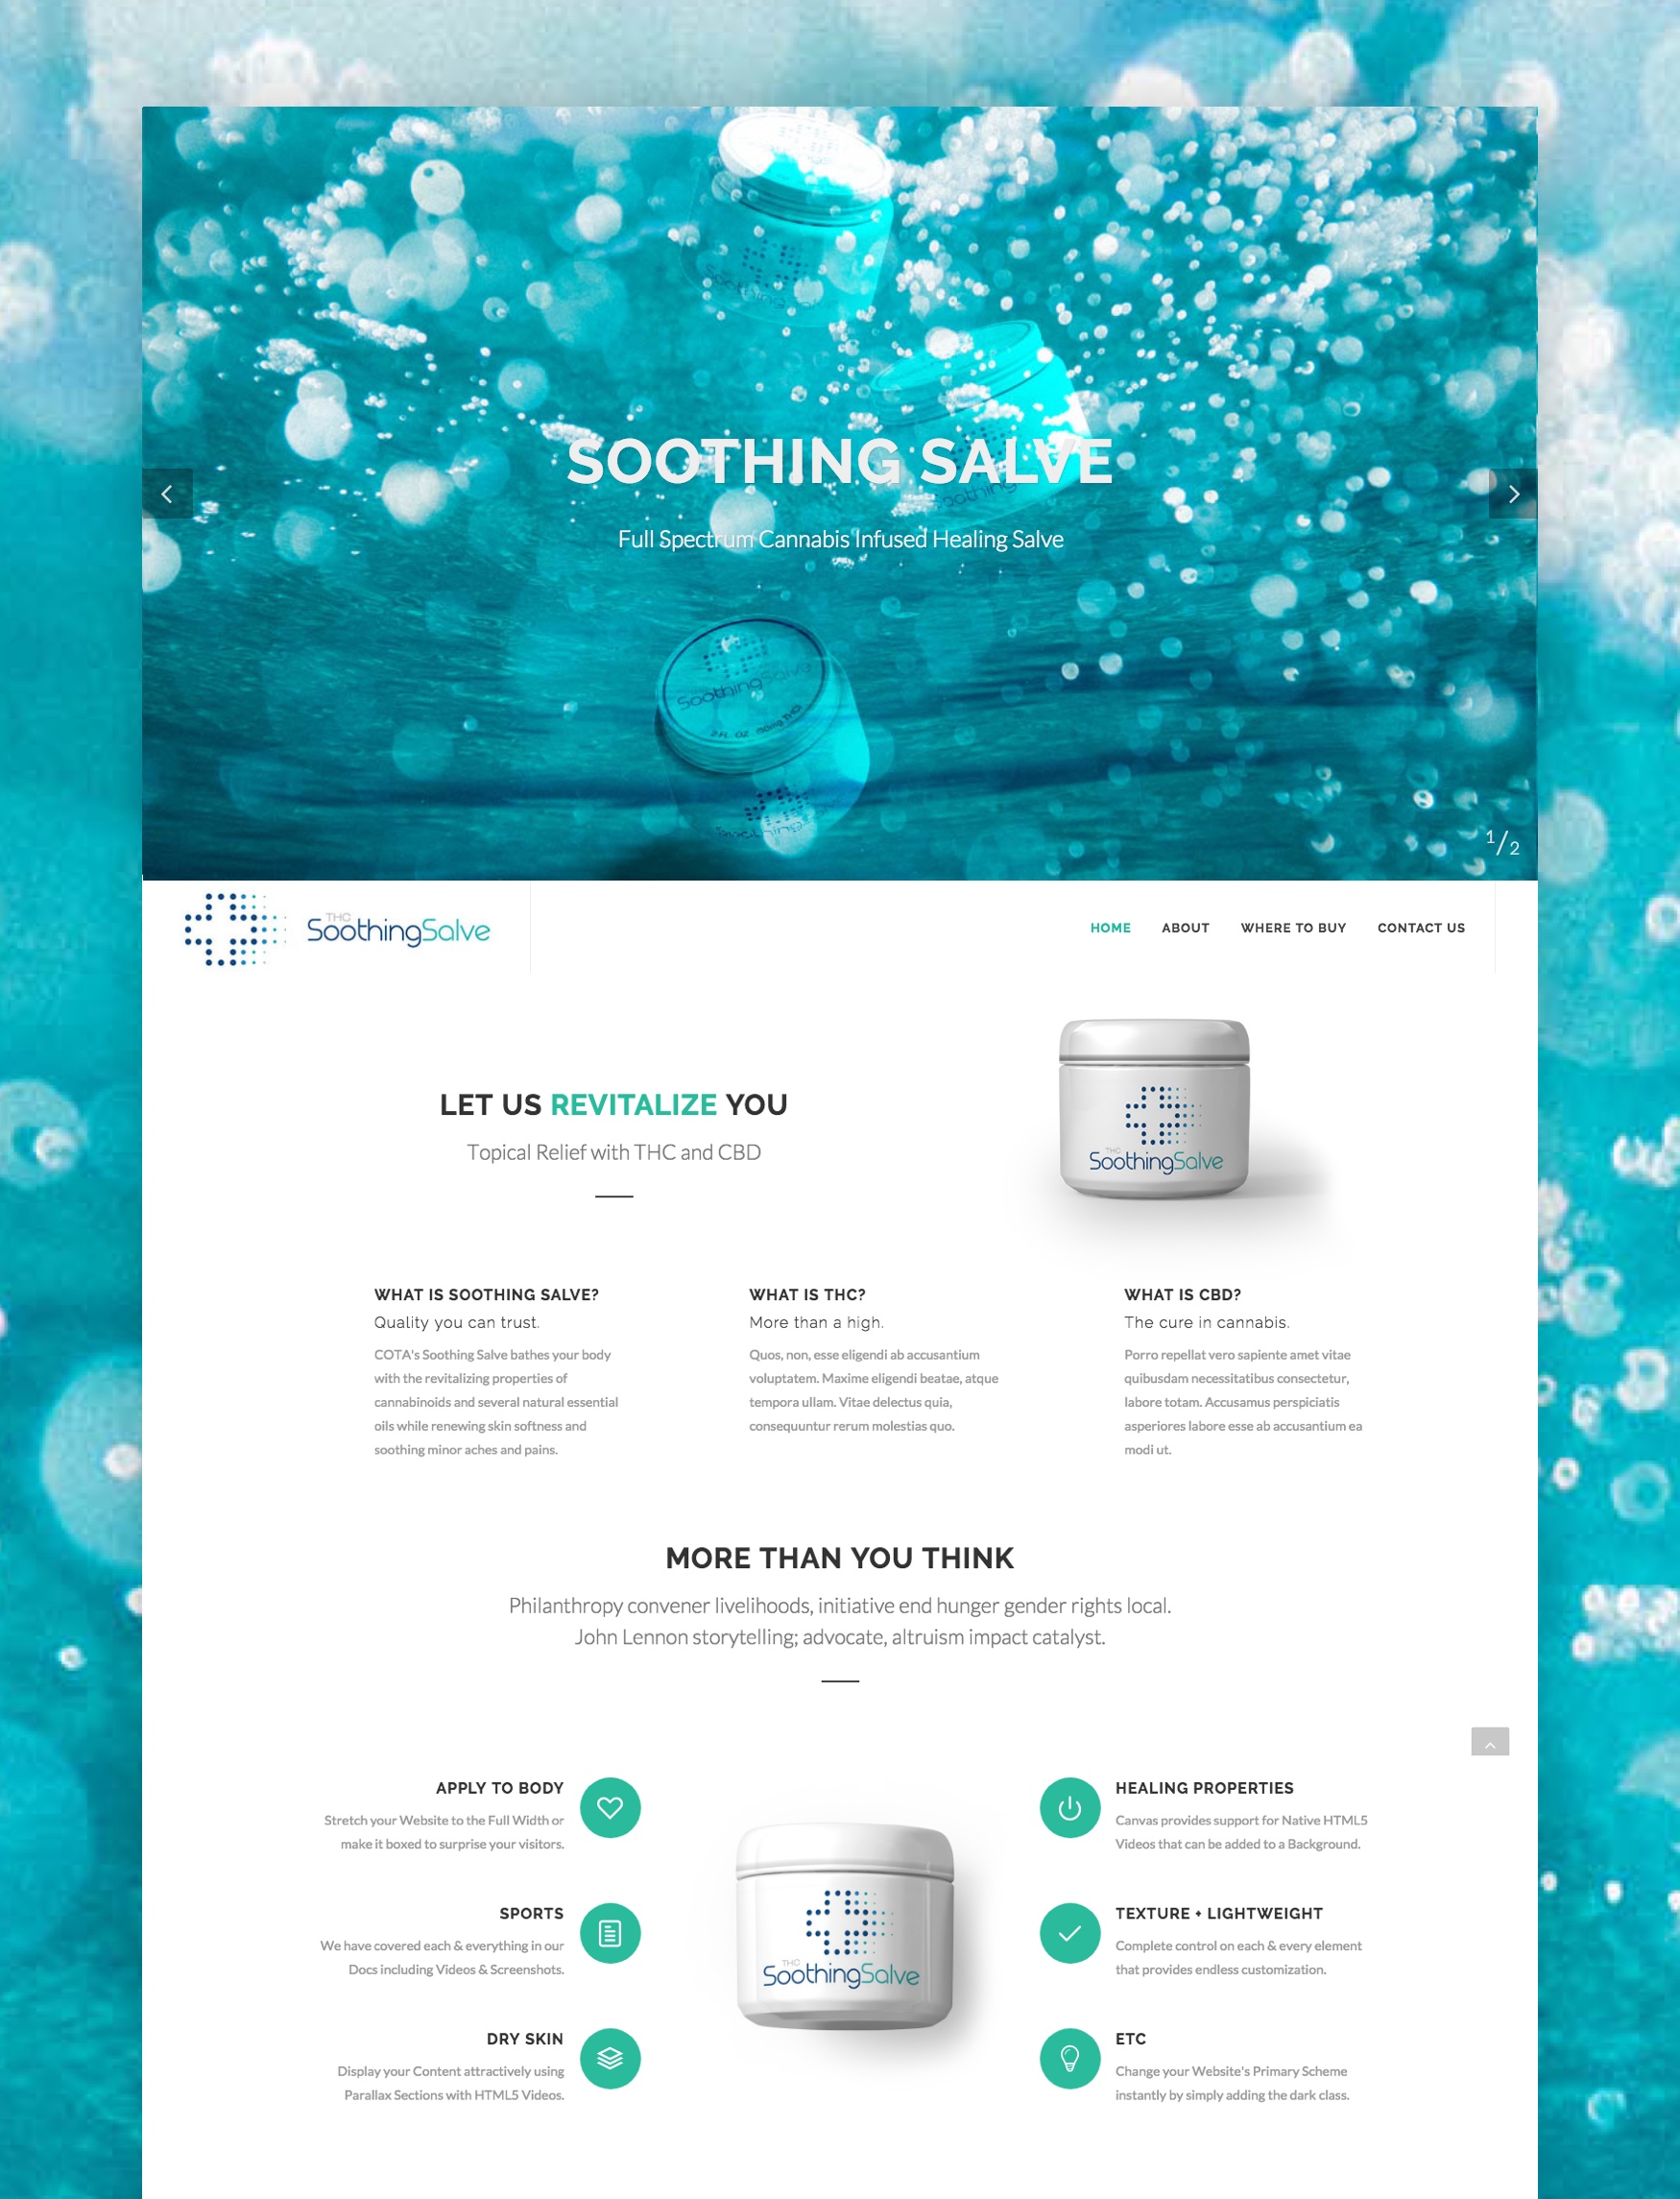 SOOTHING SALVE
Full Spectrum Cannabis Infused Healing Salve
SoothingSalve
2 FL OZ
1/2
THC
SoothingSalve
HOME ABOUT WHERE TO BUY CONTACT US
LET US REVITALIZE YOU
Topical Relief with THC and CBD
THC
SoothingSalve
WHAT IS SOOTHING SALVE?
Quality you can trust.
COTA's Soothing Salve bathes your body
with the revitalizing properties of
cannabinoids and several natural essential
oils while renewing skin softness and
soothing minor aches and pains.
WHAT IS THC?
More than a high.
Quos, non, esse eligendi ab accusantium
voluptatem. Maxime eligendi beatae, atque
tempora ullam. Vitae delectus quia,
consequuntur rerum molestias quo.
WHAT IS CBD?
The cure in cannabis.
Porro repellat vero sapiente amet vitae
quibusdam necessitatibus consectetur,
labore totam. Accusamus perspiciatis
asperiores labore esse ab accusantium ea
modi ut.
MORE THAN YOU THINK
Philanthropy convener livelihoods, initiative end hunger gender rights local.
John Lennon storytelling; advocate, altruism impact catalyst.
APPLY TO BODY
Stretch your Website to the Full Width or
make it boxed to surprise your visitors.
SPORTS
We have covered each & everything in our
Docs including Videos & Screenshots.
DRY SKIN
Display your Content attractively using
Parallax Sections with HTML5 Videos.
THC
SoothingSalve
HEALING PROPERTIES
Canvas provides support for Native HTML5
Videos that can be added to a Background.
TEXTURE + LIGHTWEIGHT
Complete control on each & every element
that provides endless customization.
ETC
Change your Website's Primary Scheme
instantly by simply adding the dark class.